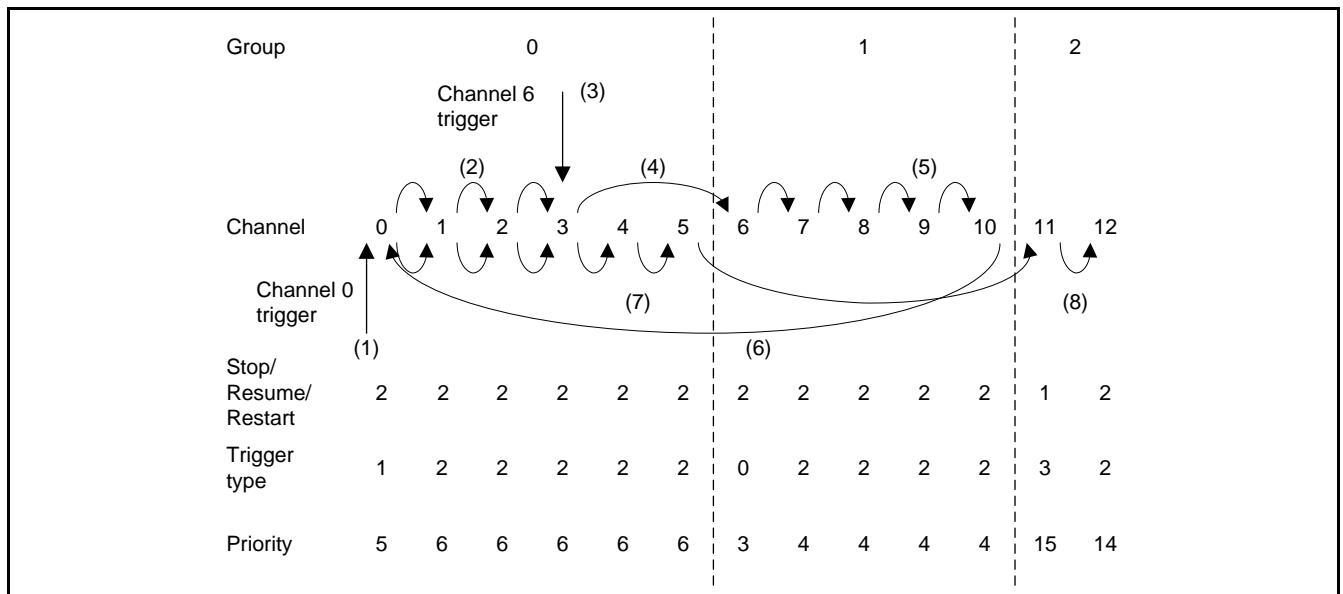 Group 0 1 2
Channel 6
trigger
(3)
(2) (4) (5)
Channel 0 1 2 3 4 5 6 7 8 9 10 11 12
Channel 0
trigger
(7) (8)
(1) (6)
Stop/
Resume/
Restart
2 2 2 2 2 2 2 2 2 2 2 1 2
Trigger
type
1 2 2 2 2 2 0 2 2 2 2 3 2
Priority 5 6 6 6 6 6 3 4 4 4 4 15 14